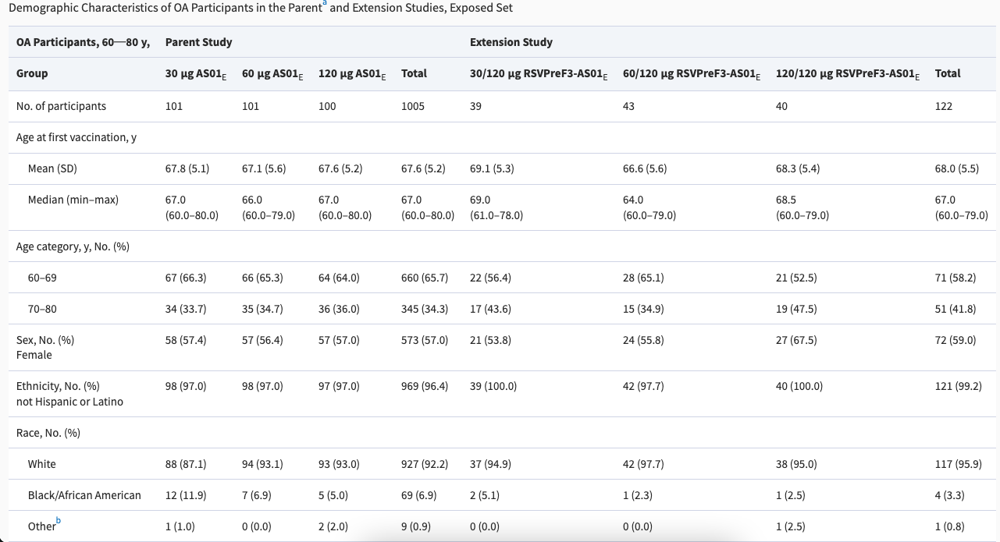 Demographic Characteristics of OA Participants in the Parentᵃ and Extension Studies, Exposed Set
OA Participants, 60—80 y, Parent Study Extension Study
Group 30 µg AS01E 60 µg AS01E 120 µg AS01E Total 30/120 µg RSVPreF3-AS01E 60/120 µg RSVPreF3-AS01E 120/120 µg RSVPreF3-AS01E Total
No. of participants 101 101 100 1005 39 43 40 122
Age at first vaccination, y
Mean (SD) 67.8 (5.1) 67.1 (5.6) 67.6 (5.2) 67.6 (5.2) 69.1 (5.3) 66.6 (5.6) 68.3 (5.4) 68.0 (5.5)
Median (min–max) 67.0 66.0 67.0 67.0 69.0 64.0 68.5 67.0
(60.0–80.0) (60.0–79.0) (60.0–80.0) (60.0–80.0) (61.0–78.0) (60.0–79.0) (60.0–79.0) (60.0–79.0)
Age category, y, No. (%)
60–69 67 (66.3) 66 (65.3) 64 (64.0) 660 (65.7) 22 (56.4) 28 (65.1) 21 (52.5) 71 (58.2)
70–80 34 (33.7) 35 (34.7) 36 (36.0) 345 (34.3) 17 (43.6) 15 (34.9) 19 (47.5) 51 (41.8)
Sex, No. (%) 58 (57.4) 57 (56.4) 57 (57.0) 573 (57.0) 21 (53.8) 24 (55.8) 27 (67.5) 72 (59.0)
Female
Ethnicity, No. (%) 98 (97.0) 98 (97.0) 97 (97.0) 969 (96.4) 39 (100.0) 42 (97.7) 40 (100.0) 121 (99.2)
not Hispanic or Latino
Race, No. (%)
White 88 (87.1) 94 (93.1) 93 (93.0) 927 (92.2) 37 (94.9) 42 (97.7) 38 (95.0) 117 (95.9)
Black/African American 12 (11.9) 7 (6.9) 5 (5.0) 69 (6.9) 2 (5.1) 1 (2.3) 1 (2.5) 4 (3.3)
Otherᵇ 1 (1.0) 0 (0.0) 2 (2.0) 9 (0.9) 0 (0.0) 0 (0.0) 1 (2.5) 1 (0.8)